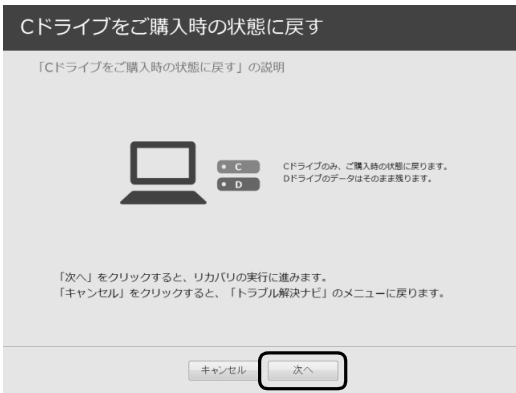 Cドライブをご購入時の状態に戻す
「Cドライブをご購入時の状態に戻す」の説明
C
D
Cドライブのみ、ご購入時の状態に戻ります。
Dドライブのデータはそのまま残ります。
「次へ」をクリックすると、リカバリの実行に進みます。
「キャンセル」をクリックすると、「トラブル解決ナビ」のメニューに戻ります。
キャンセル
次へ